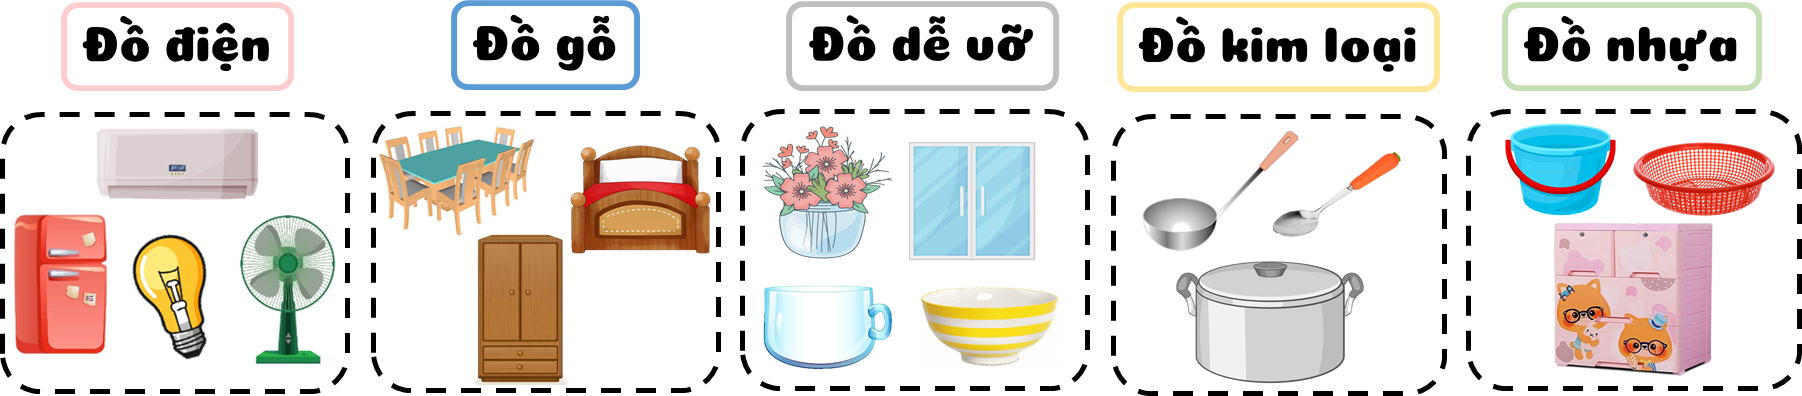 Đồ điện
Đồ gỗ
Đồ dễ vỡ
Đồ kim loại
Đồ nhựa